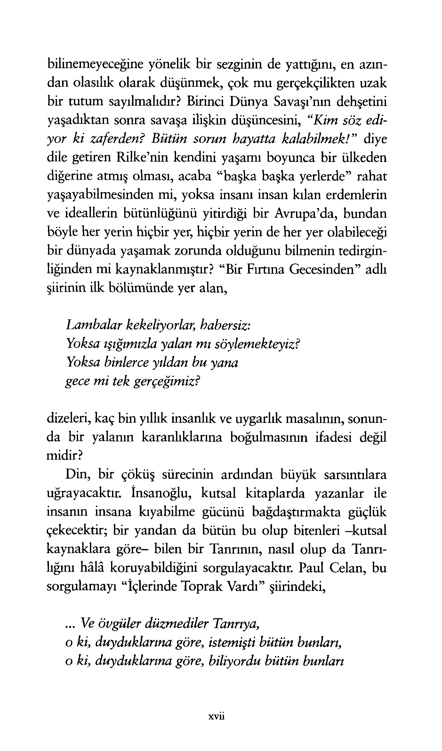 bilinemeyeceğine yönelik bir sezginin de yattığını, en azın-
dan olasılık olarak düşünmek, çok mu gerçekçilikten uzak
bir tutum sayılmalıdır? Birinci Dünya Savaşı’nın dehşetini
yaşadıktan sonra savaşa ilişkin düşüncesini, “Kim söz edi-
yor ki zaferden? Bütün sorun hayatta kalabilmek!” diye
dile getiren Rilke’nin kendini yaşamı boyunca bir ülkeden
diğerine atmış olması, acaba “başka başka yerlerde” rahat
yaşayabilmesinden mi, yoksa insanı insan kılan erdemlerin
ve ideallerin bütünlüğünü yitirdiği bir Avrupa’da, bundan
böyle her yerin hiçbir yer, hiçbir yerin de her yer olabileceği
bir dünyada yaşamak zorunda olduğunu bilmenin tedirgin-
liğinden mi kaynaklanmıştır? “Bir Fırtına Gecesinden” adlı
şiirinin ilk bölümünde yer alan,
Lambalar kekeliyorlar, habersiz:
Yoksa ışığımızla yalan mı söylemekteyiz?
Yoksa binlerce yıldan bu yana
gece mi tek gerçeğimiz?
dizeleri, kaç bin yıllık insanlık ve uygarlık masalının, sonun-
da bir yalanın karanlıklarına boğulmasının ifadesi değil
midir?
Din, bir çöküş sürecinin ardından büyük sarsıntılara
uğrayacaktır. İnsanoğlu, kutsal kitaplarda yazanlar ile
insanın insana kıyabilme gücünü bağdaştırmakta güçlük
çekecektir; bir yandan da bütün bu olup bitenleri –kutsal
kaynaklara göre– bilen bir Tanrının, nasıl olup da Tanrı-
lığını hâlâ koruyabildiğini sorgulayacaktır. Paul Celan, bu
sorgulamayı “İçlerinde Toprak Vardı” şiirindeki,
... Ve övgüler düzmediler Tanrıya,
o ki, duyduklarına göre, istemişti bütün bunları,
o ki, duyduklarına göre, biliyordu bütün bunları
xvii